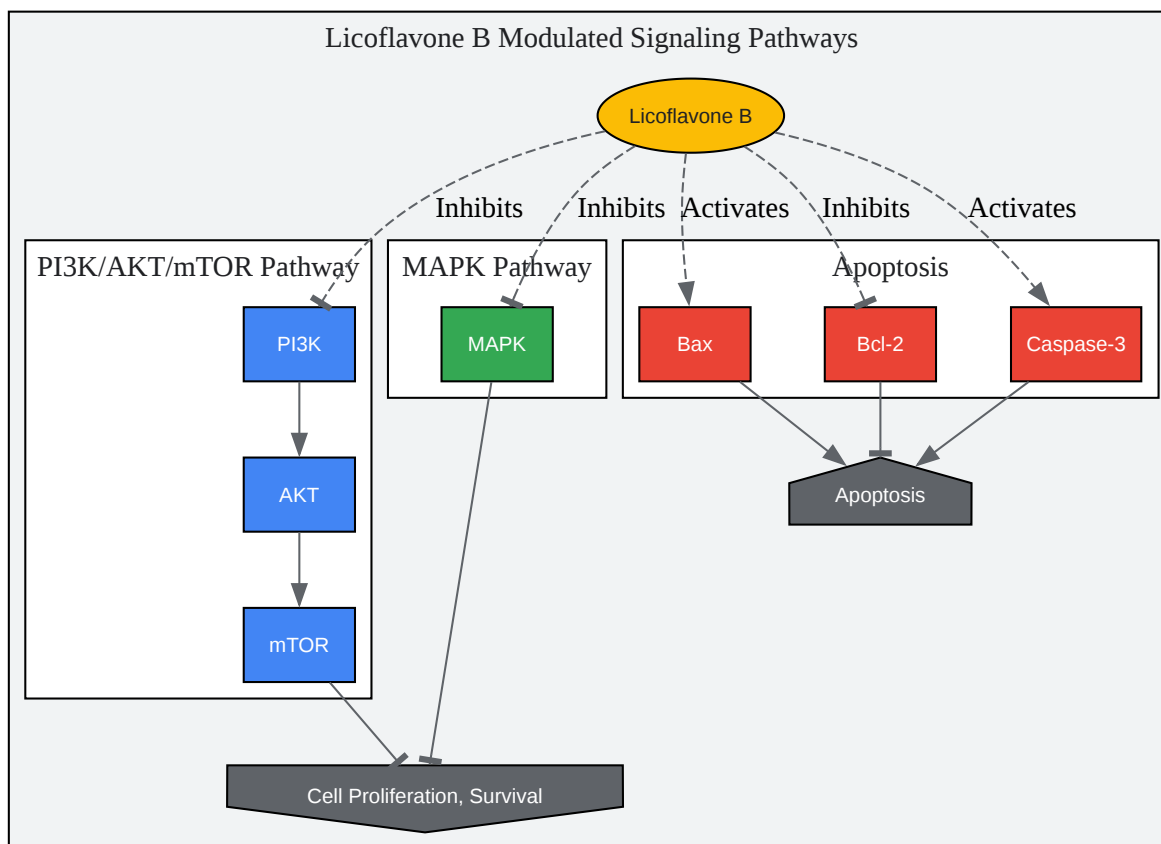 Licoflavone B Modulated Signaling Pathways
Licoflavone B
Inhibits
Inhibits
Activates
Inhibits
Activates
PI3K/AKT/mTOR Pathway
MAPK Pathway
Apoptosis
PI3K
MAPK
Bax
Bcl-2
Caspase-3
AKT
Apoptosis
mTOR
Cell Proliferation, Survival